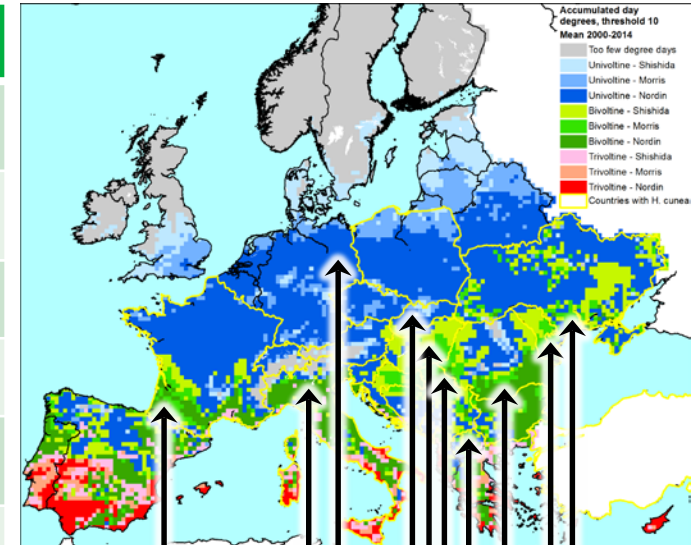 Accumulated day
degrees, threshold 10
Mean 2000-2014
Too few degree days
Univoltine - Shishida
Univoltine - Morris
Univoltine - Nordin
Bivoltine - Shishida
Bivoltine - Morris
Bivoltine - Nordin
Trivoltine - Shishida
Trivoltine - Morris
Trivoltine - Nordin
Countries with H. cunea